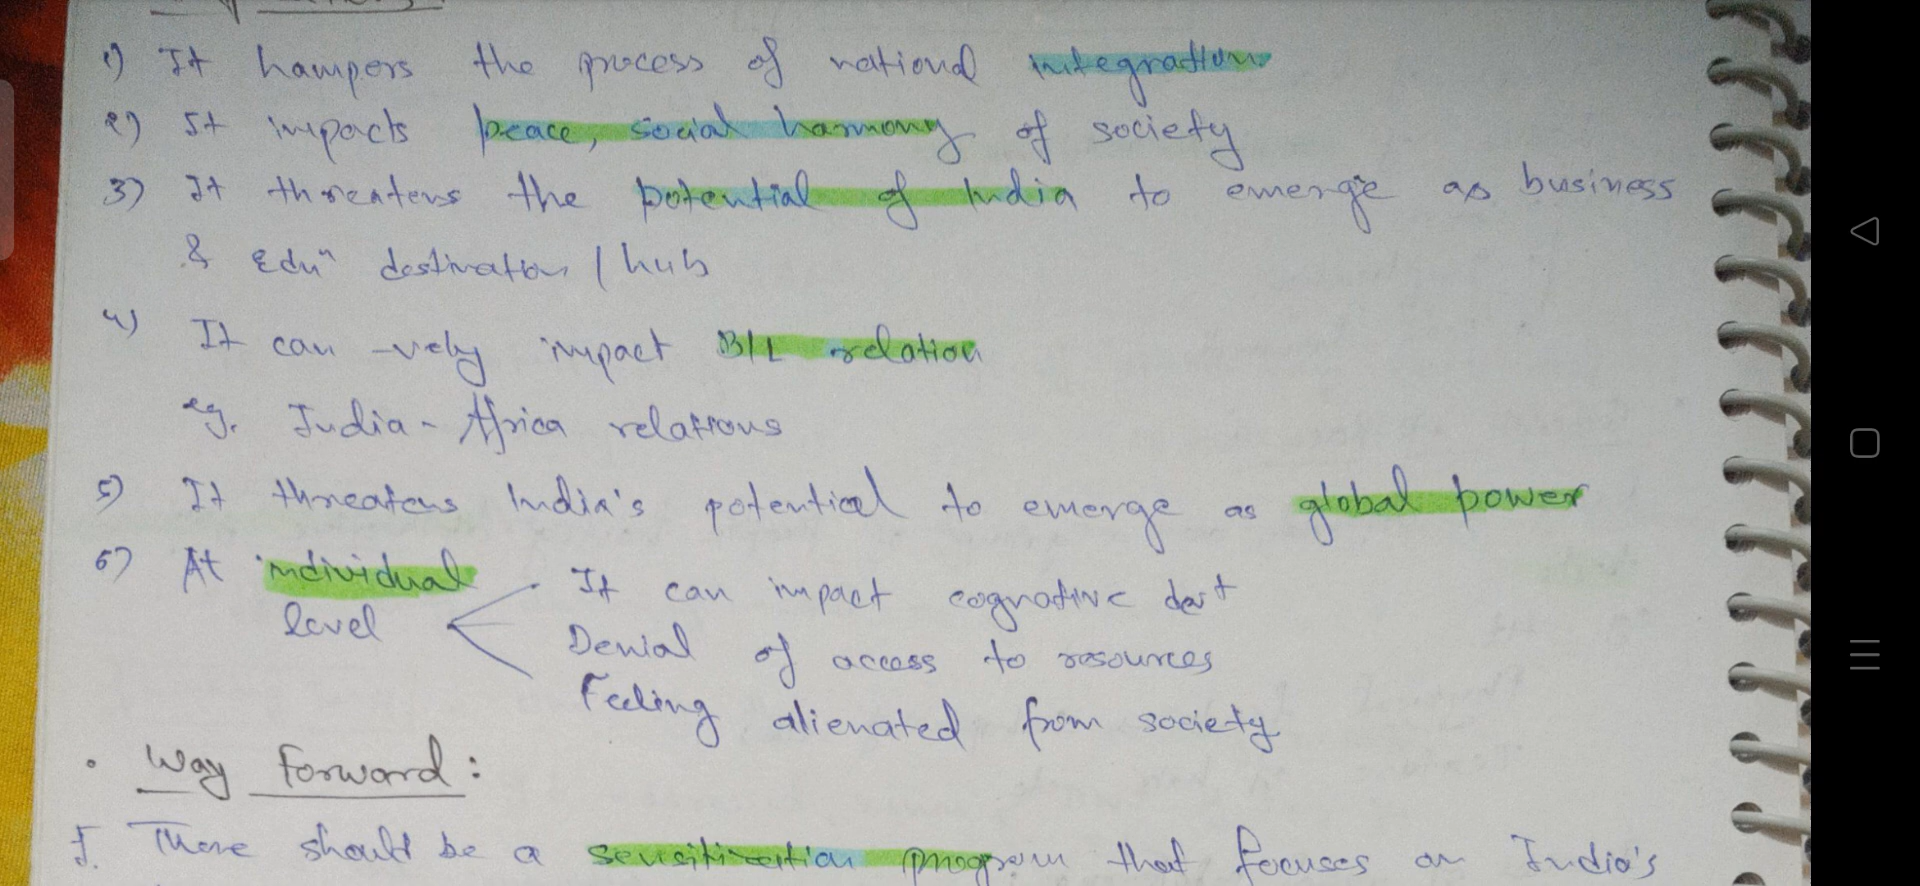 1) It hampers the process of national integration
2) It impacts peace, social harmony of society
3) It threatens the potential of India to emerge as business
& Eduⁿ destination / hub
4) It can -vely impact B/L relation
eg. India - Africa relations
5) It threatens India's potential to emerge as global power
6) At individual It can impact cognative
level Denial of access to resources
Feeling alienated from society
• Way Forward:
I. There should be a sensitization program that focuses on India's